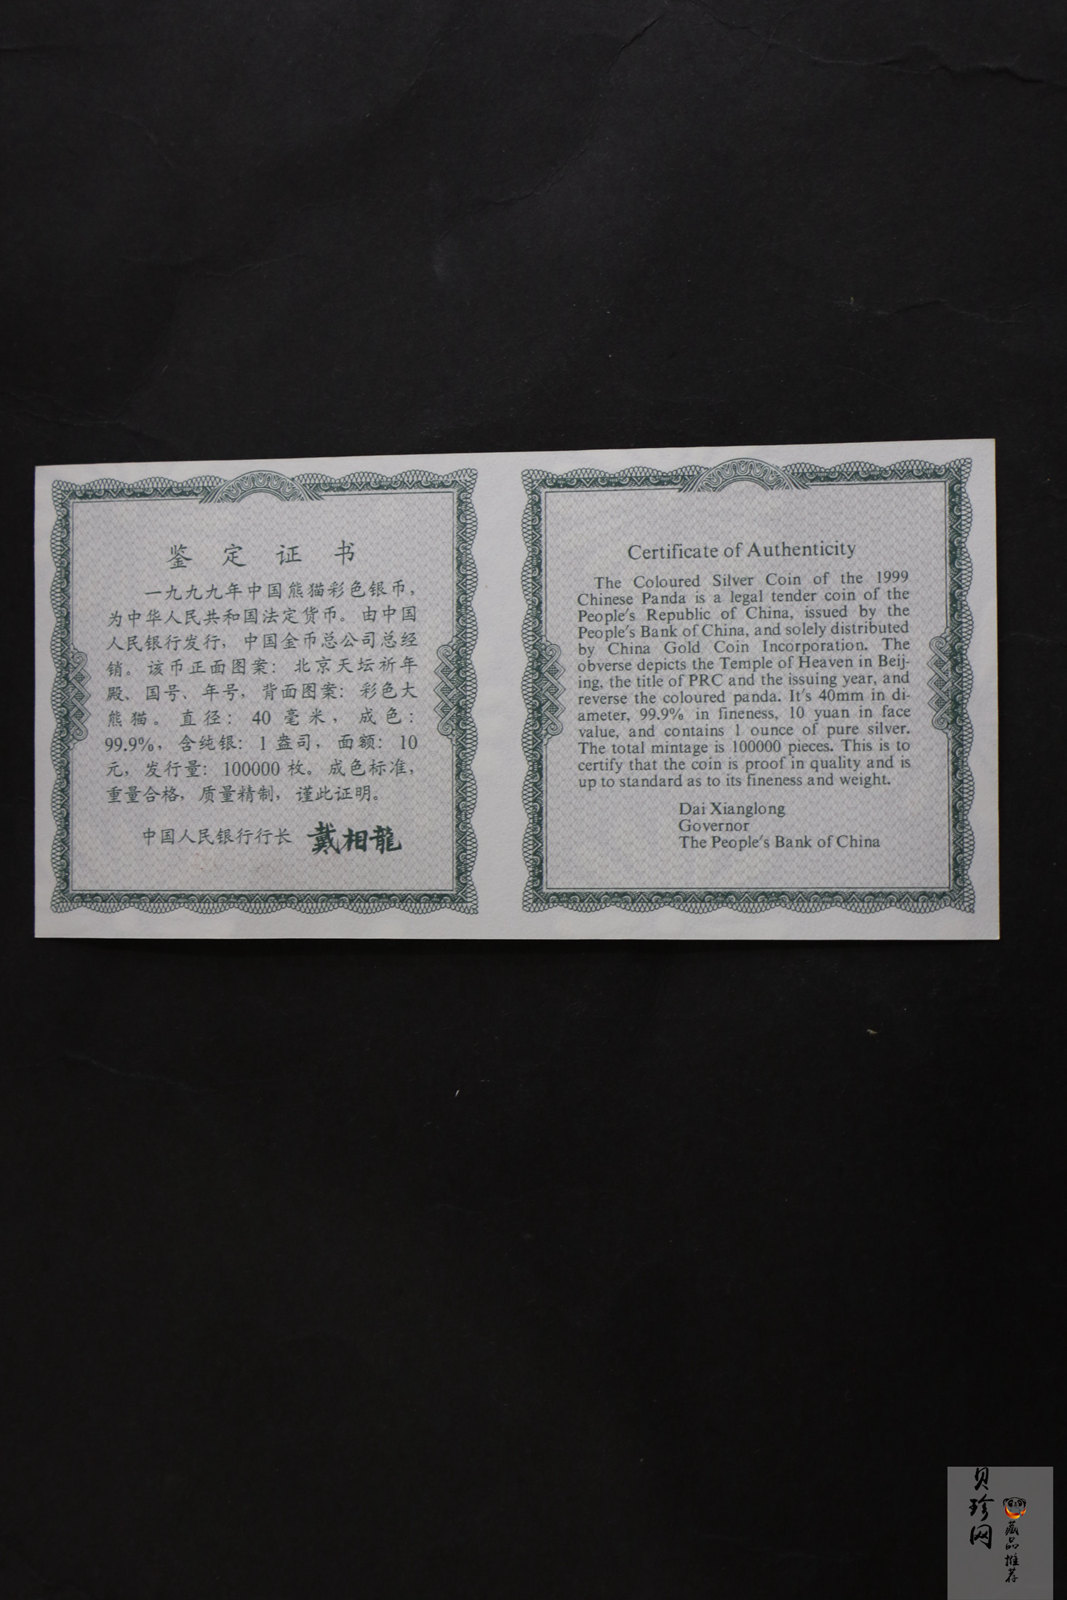 鉴定证书
一九九九年中国熊猫彩色银币,
为中华人民共和国法定货币。由中国
人民银行发行,中国金币总公司总经
销。该币正面图案:北京天坛祈年
殿、国号、年号,背面图案:彩色大
熊猫。直径:40毫米,成色:
99.9%,含纯银:1盎司,面额:10
元,发行量:100000枚。成色标准,
重量合格,质量精制,谨此证明。
中国人民银行行长 戴相龍
Certificate of Authenticity
The Coloured Silver Coin of the 1999
Chinese Panda is a legal tender coin of the
People's Republic of China, issued by the
People's Bank of China, and solely distributed
by China Gold Coin Incorporation. The
obverse depicts the Temple of Heaven in Beij-
ing, the title of PRC and the issuing year, and
reverse the coloured panda. It's 40mm in di-
ameter, 99.9% in fineness, 10 yuan in face
value, and contains 1 ounce of pure silver.
The total mintage is 100000 pieces. This is to
certify that the coin is proof in quality and is
up to standard as to its fineness and weight.
Dai Xianglong
Governor
The People's Bank of China
贝珍网
藏品推荐